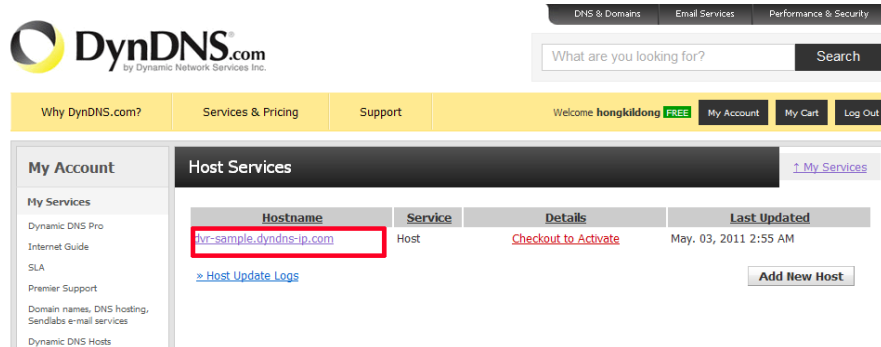 DNS & Domains Email Services Performance & Security
DynDNS.com
by Dynamic Network Services Inc.
What are you looking for? Search
Why DynDNS.com? Services & Pricing Support Welcome hongkildong FREE My Account My Cart Log Out
My Account
Host Services
↑ My Services
My Services
Dynamic DNS Pro
Internet Guide
SLA
Premier Support
Domain names, DNS hosting,
Sendlabs e-mail services
Dynamic DNS Hosts
Hostname Service Details Last Updated
dvr-sample.dyndns-ip.com Host Checkout to Activate May. 03, 2011 2:55 AM
» Host Update Logs
Add New Host